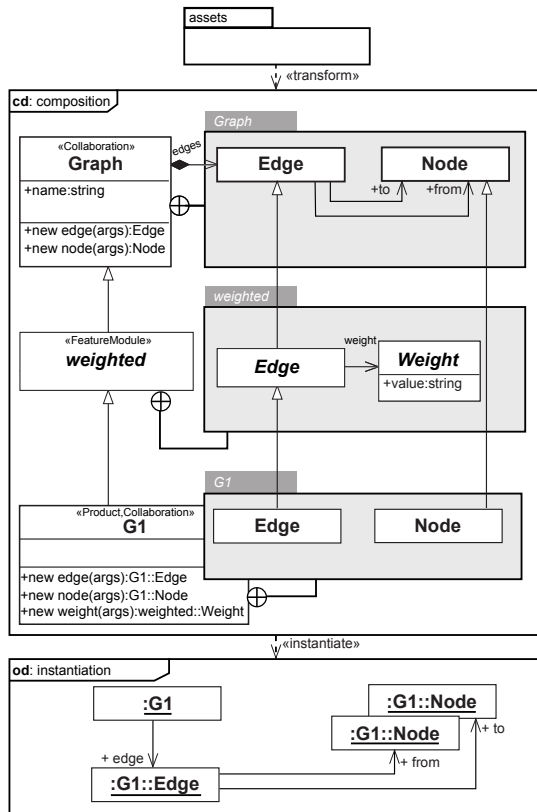 assets
«transform»
cd: composition
Graph
«Collaboration»
Graph
edges
Edge
Node
+name:string
+to
+from
+new edge(args):Edge
+new node(args):Node
weighted
«FeatureModule»
weighted
Edge
weight
Weight
+value:string
G1
«Product,Collaboration»
G1
Edge
Node
+new edge(args):G1::Edge
+new node(args):G1::Node
+new weight(args):weighted::Weight
«instantiate»
od: instantiation
:G1
:G1::Node
:G1::Node
+ to
+ edge
+ from
:G1::Edge